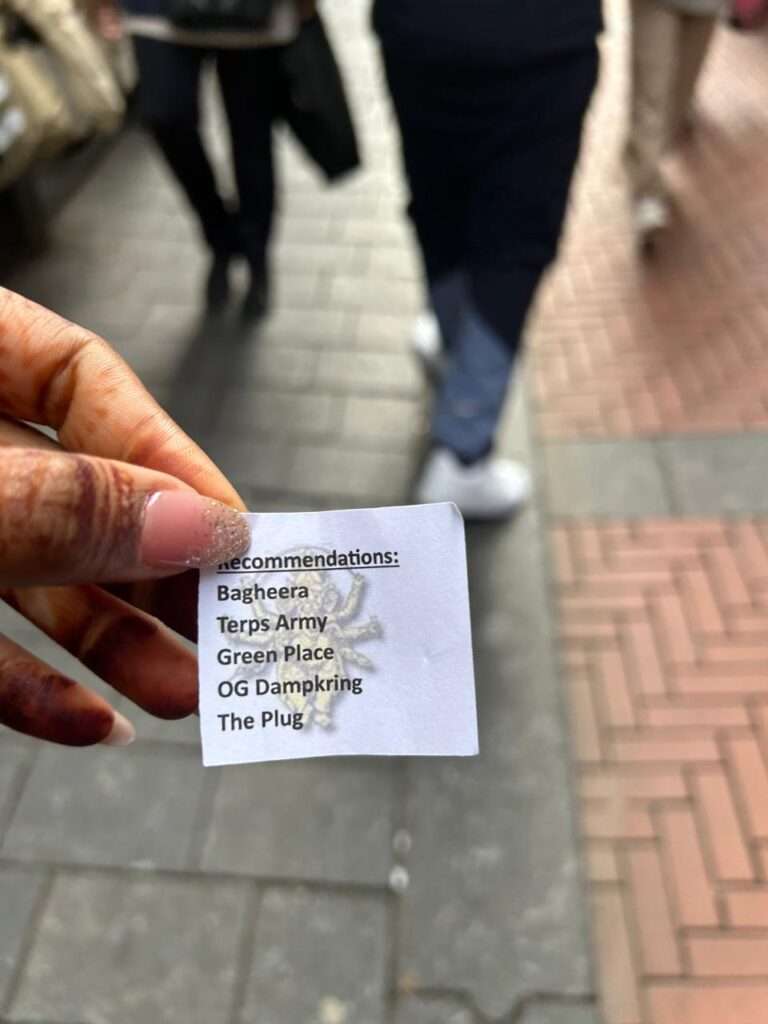 Recommendations:
Bagheera
Terps Army
Green Place
OG Dampkring
The Plug